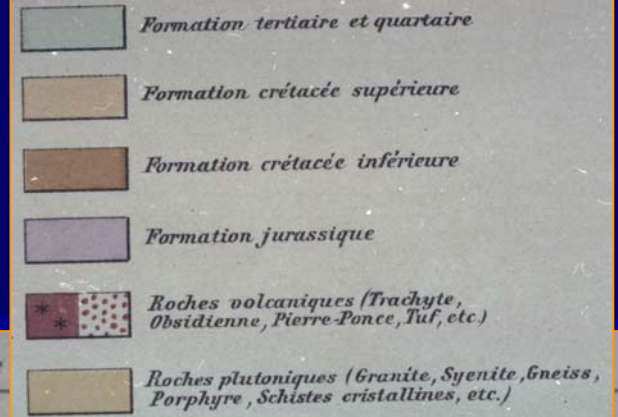 Formation tertiaire et quartaire
Formation crétacée supérieure
Formation crétacée inférieure
Formation jurassique
Roches volcaniques (Trachyte,
Obsidienne, Pierre-Ponce, Tuf, etc.)
Roches plutoniques (Granite, Syenite, Gneiss,
Porphyre, Schistes cristallines, etc.)